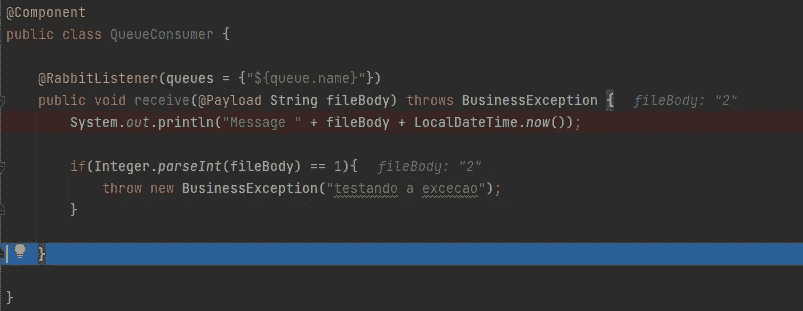 @Component
public class QueueConsumer {
@RabbitListener(queues = {"${queue.name}"})
public void receive(@Payload String fileBody) throws BusinessException { fileBody: "2"
System.out.println("Message " + fileBody + LocalDateTime.now());
if(Integer.parseInt(fileBody) == 1){ fileBody: "2"
throw new BusinessException("testando a excecao");
}
}
}